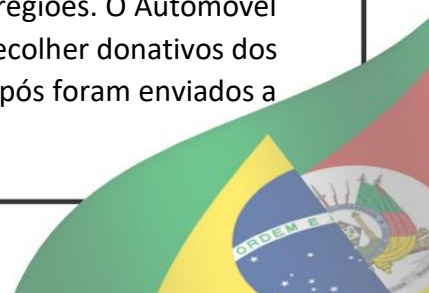 regiões. O Automóvel
ecolher donativos dos
pós foram enviados a
ORDEM E